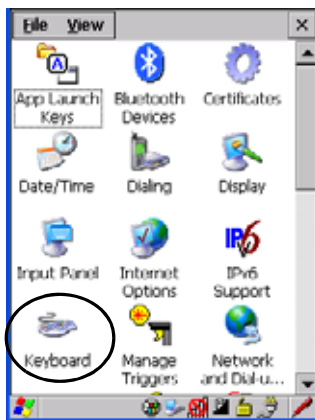 File View
App Launch Bluetooth Certificates
Keys Devices
Date/Time Dialing Display
IPv6
Input Panel Internet IPv6
Options Support
Keyboard Manage Network
Triggers and Dial-u...